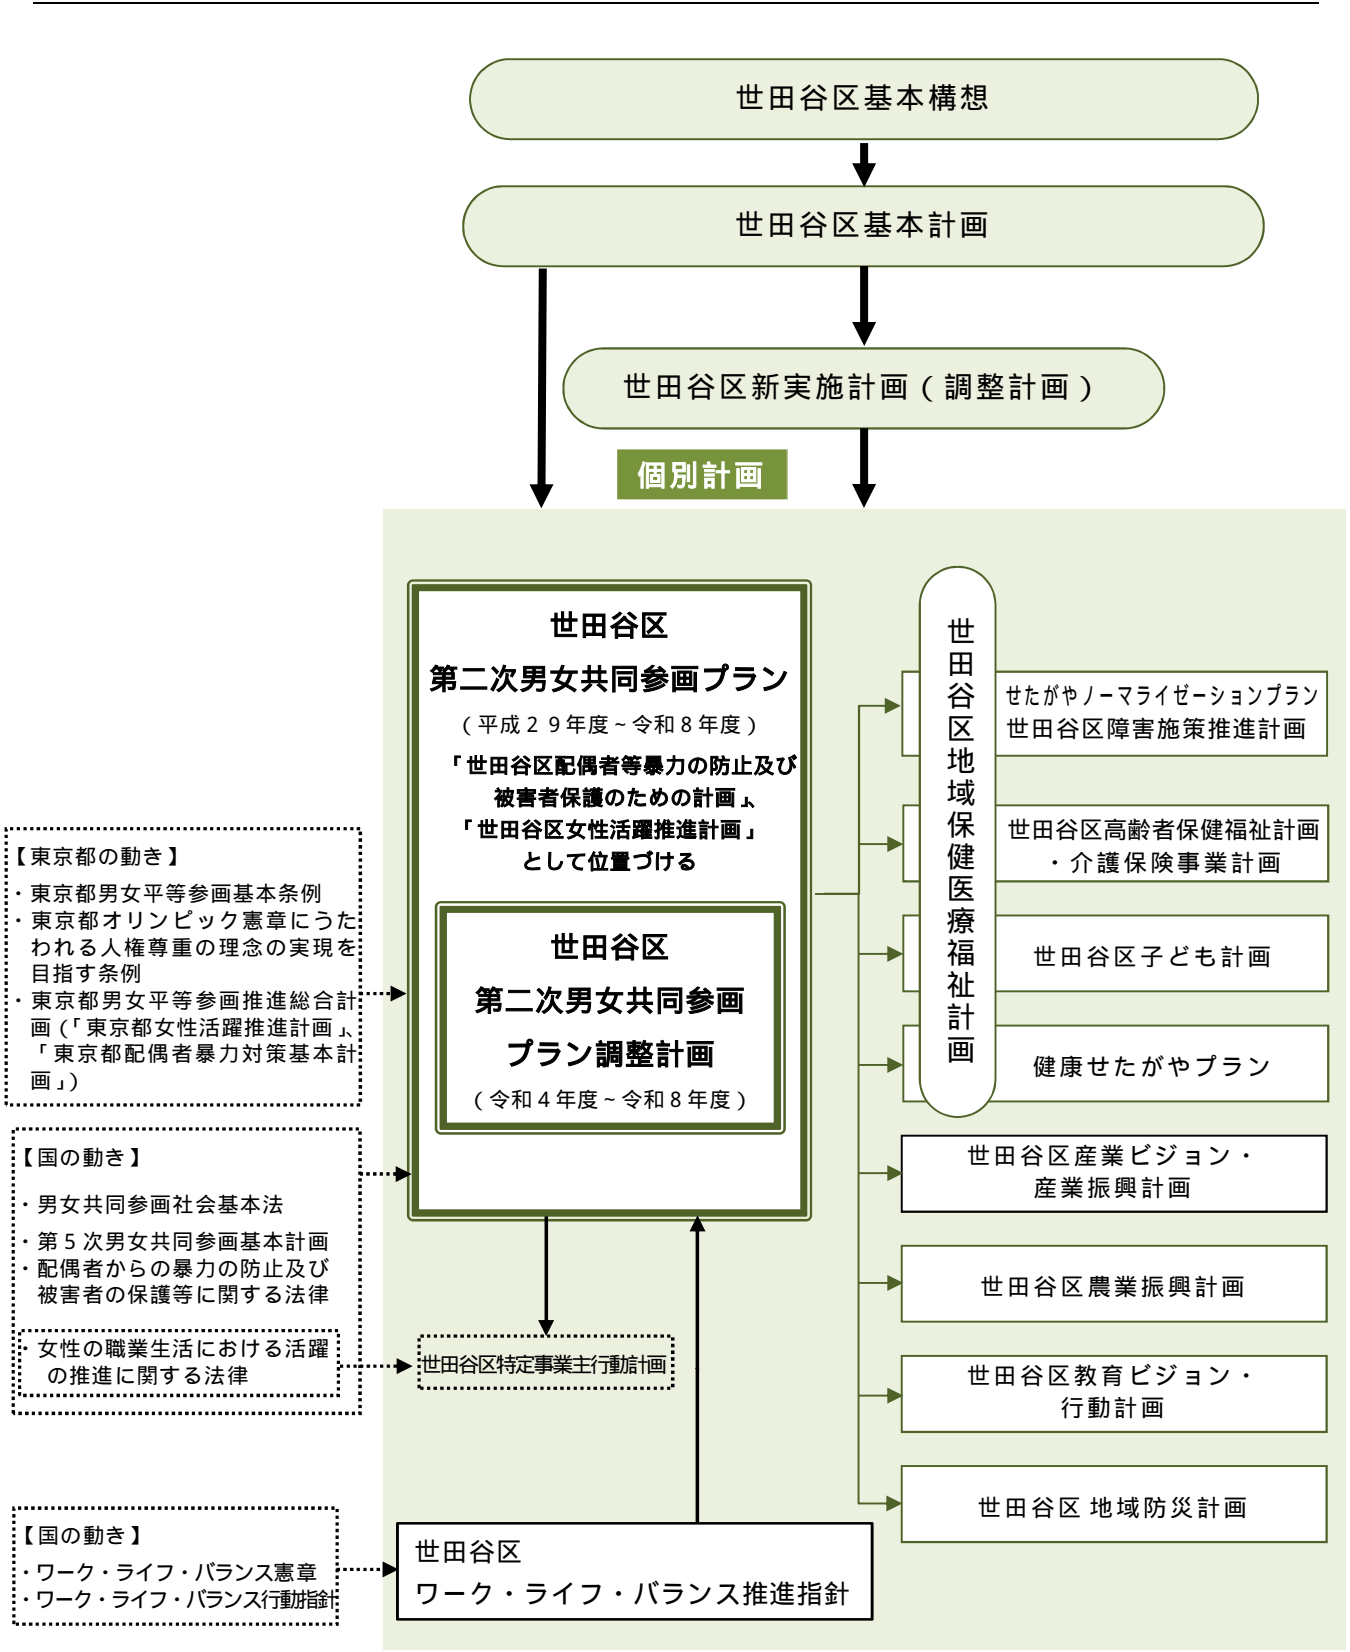 世田谷区基本構想
世田谷区基本計画
世田谷区新実施計画（調整計画）
個別計画
世田谷区
第二次男女共同参画プラン
（平成２９年度～令和８年度）
「世田谷区配偶者等暴力の防止及び
被害者保護のための計画」、
「世田谷区女性活躍推進計画」
として位置づける
世田谷区
第二次男女共同参画
プラン調整計画
（令和４年度～令和８年度）
【東京都の動き】
・東京都男女平等参画基本条例
・東京都オリンピック憲章にうた
われる人権尊重の理念の実現を
目指す条例
・東京都男女平等参画推進総合計
画（「東京都女性活躍推進計画」、
「東京都配偶者暴力対策基本計
画」）
【国の動き】
・男女共同参画社会基本法
・第５次男女共同参画基本計画
・配偶者からの暴力の防止及び
被害者の保護等に関する法律
・女性の職業生活における活躍
の推進に関する法律
世田谷区特定事業主行動計画
【国の動き】
・ワーク・ライフ・バランス憲章
・ワーク・ライフ・バランス行動指針
世田谷区
ワーク・ライフ・バランス推進指針
世田谷区地域保健医療福祉計画
せたがやノーマライゼーションプラン
世田谷区障害施策推進計画
世田谷区高齢者保健福祉計画
・介護保険事業計画
世田谷区子ども計画
健康せたがやプラン
世田谷区産業ビジョン・
産業振興計画
世田谷区農業振興計画
世田谷区教育ビジョン・
行動計画
世田谷区 地域防災計画